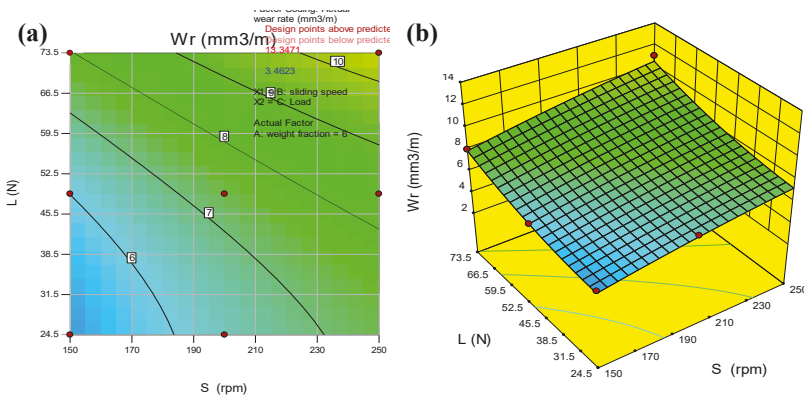 (a)
Factor Coding: Actual
wear rate (mm3/m)
Design points above predicte
Design points below predicte
13.3471
3.4623
X1 = B: sliding speed
X2 = C: Load
Actual Factor
A: weight fraction = 6
Wr (mm3/m)
73.5
66.5
59.5
52.5
45.5
38.5
31.5
24.5
L (N)
10
9
8
7
6
150
170
190
210
230
250
S (rpm)
(b)
14
12
10
8
6
4
2
Wr (mm3/m)
73.5
66.5
59.5
52.5
45.5
38.5
31.5
24.5
L (N)
150
170
190
210
230
250
S (rpm)